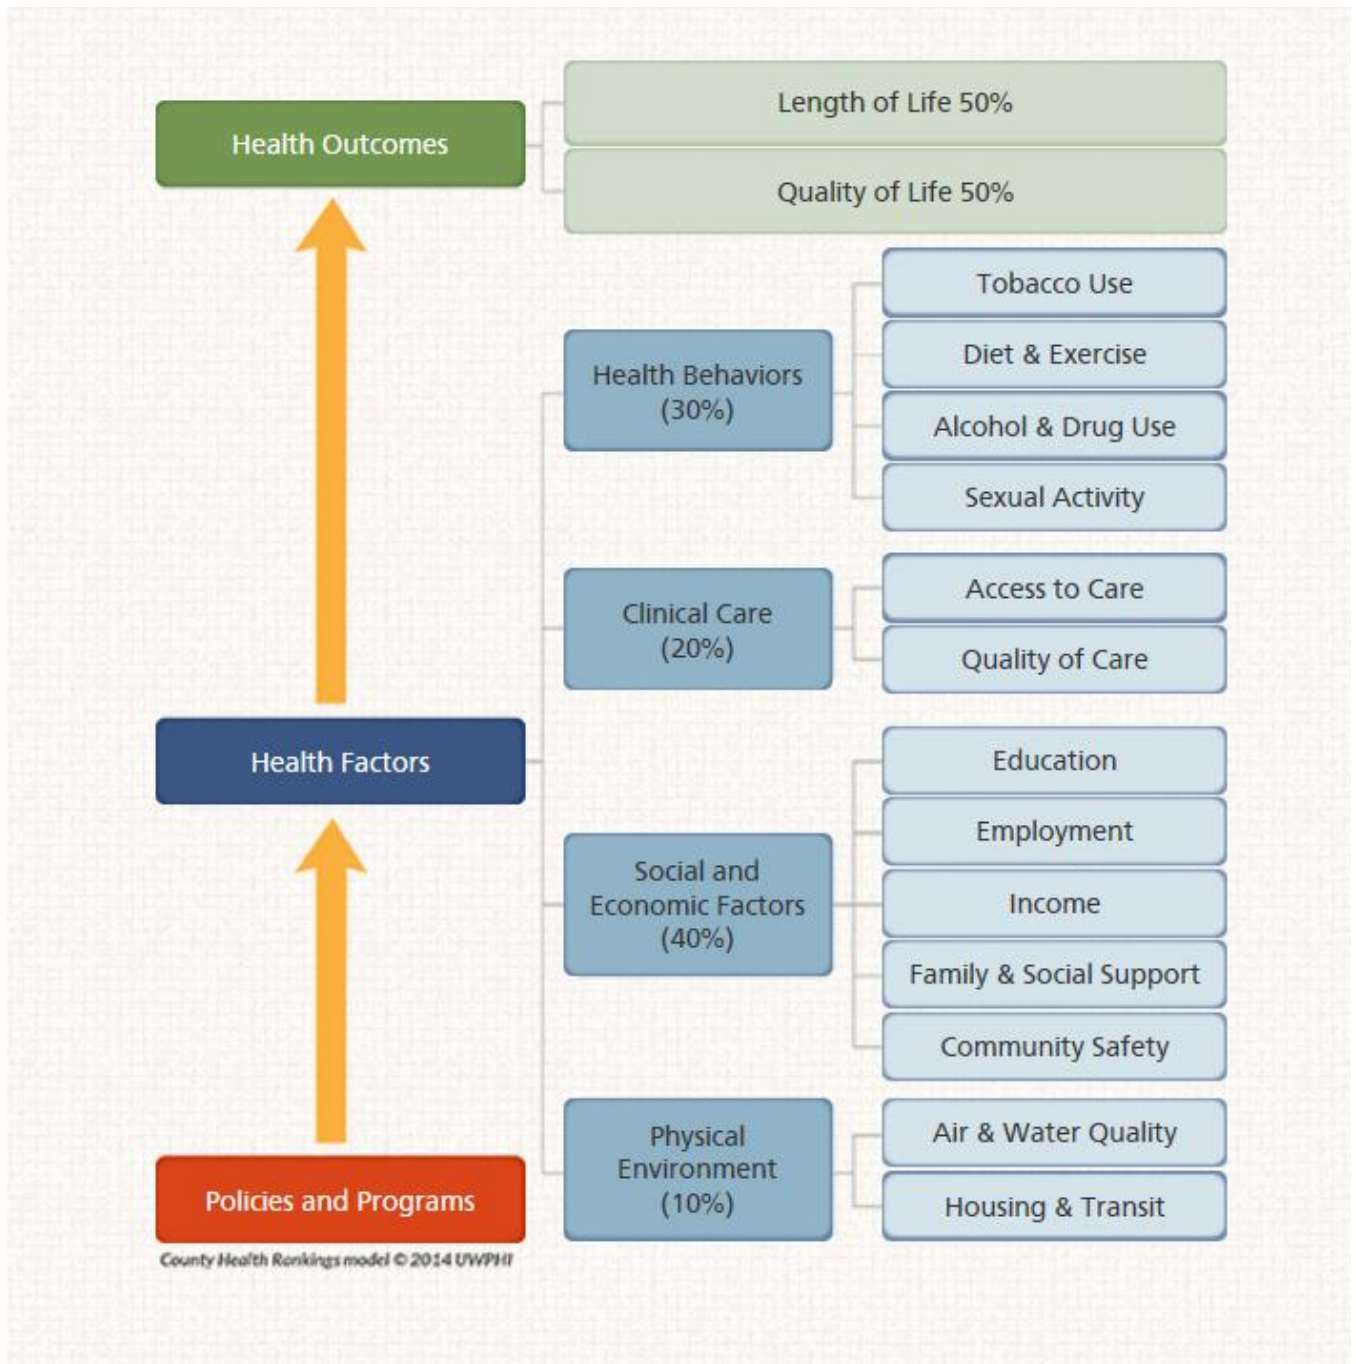 Health Outcomes
Length of Life 50%
Quality of Life 50%
Health Factors
Health Behaviors
(30%)
Tobacco Use
Diet & Exercise
Alcohol & Drug Use
Sexual Activity
Clinical Care
(20%)
Access to Care
Quality of Care
Social and
Economic Factors
(40%)
Education
Employment
Income
Family & Social Support
Community Safety
Physical
Environment
(10%)
Air & Water Quality
Housing & Transit
Policies and Programs
County Health Rankings model © 2014 UWPHI